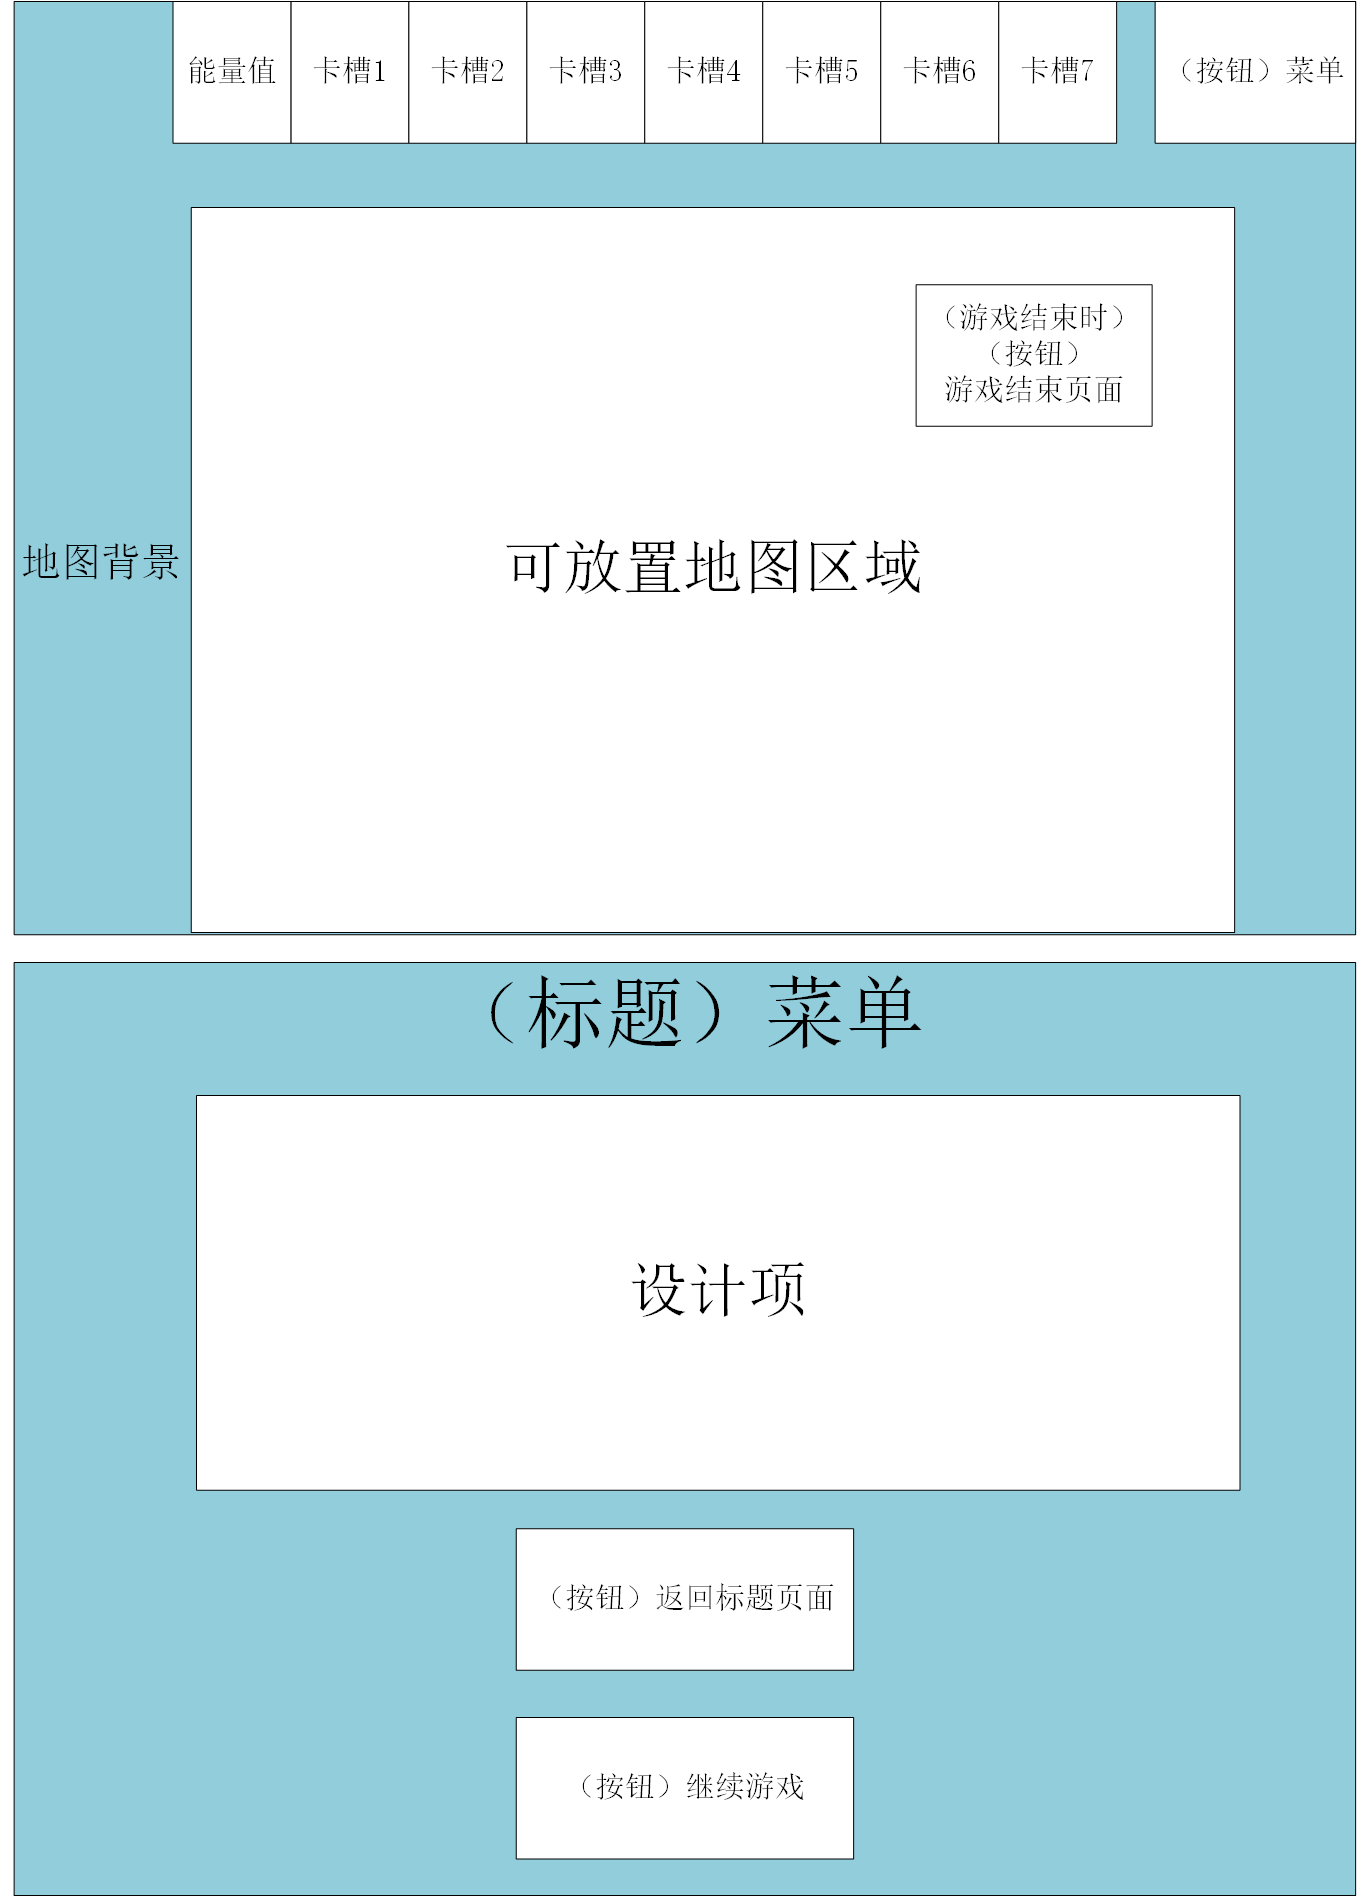 能量值
卡槽1
卡槽2
卡槽3
卡槽4
卡槽5
卡槽6
卡槽7
（按钮）菜单
（游戏结束时）
（按钮）
游戏结束页面
地图背景
可放置地图区域
（标题）菜单
设计项
（按钮）返回标题页面
（按钮）继续游戏